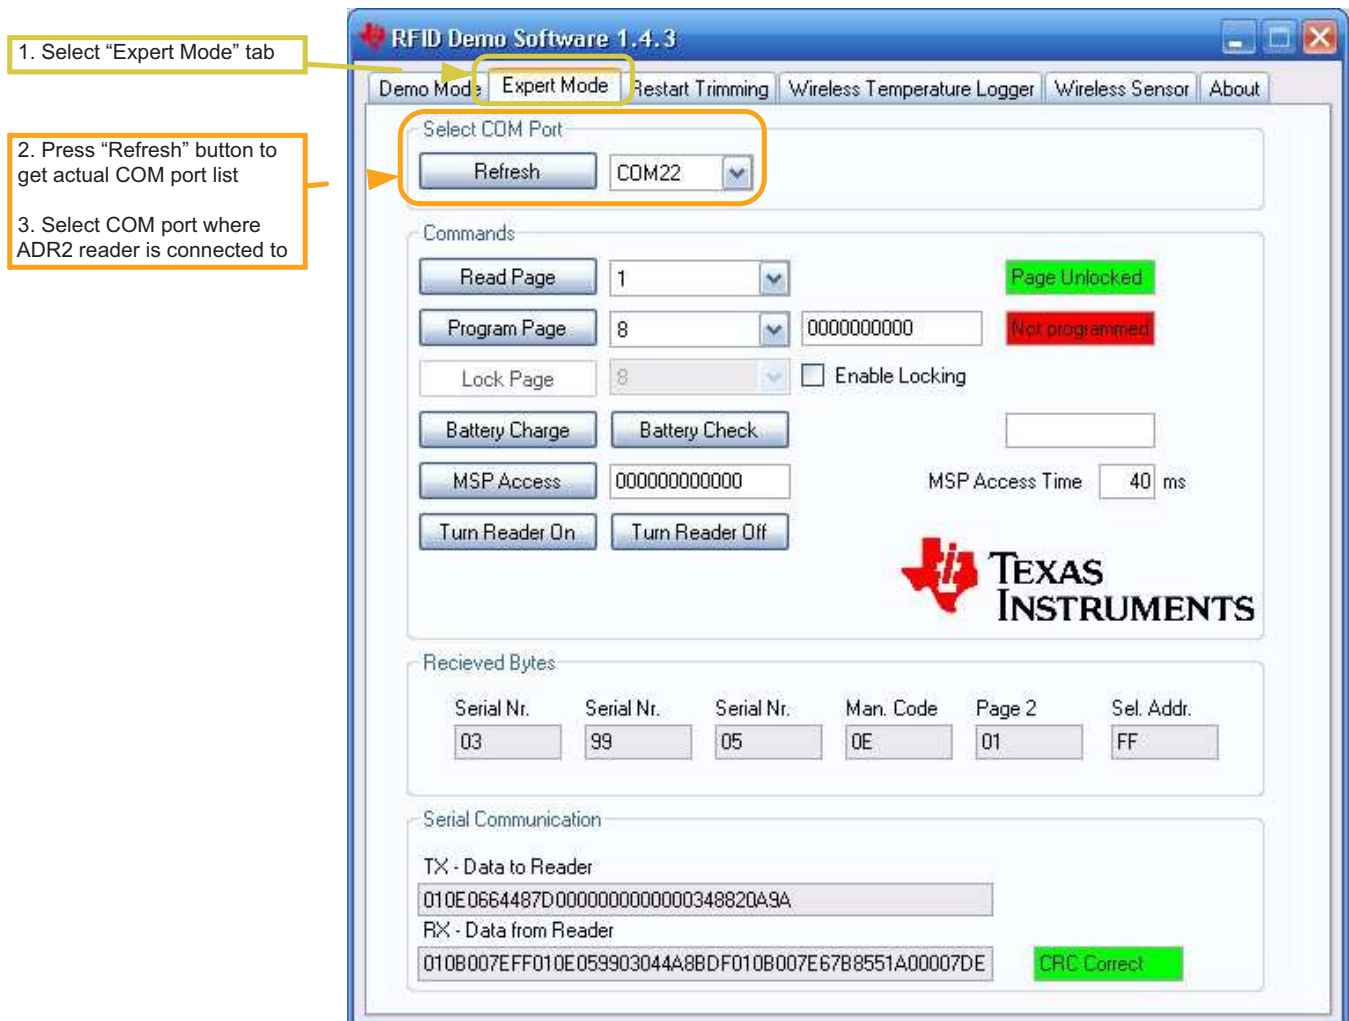 1. Select “Expert Mode” tab
2. Press “Refresh” button to
get actual COM port list
3. Select COM port where
ADR2 reader is connected to
RFID Demo Software 1.4.3
Demo Mode Expert Mode Restart Trimming Wireless Temperature Logger Wireless Sensor About
Select COM Port
Refresh COM22
Commands
Read Page 1 Page Unlocked
Program Page 8 0000000000 Not programmed
Lock Page 8 Enable Locking
Battery Charge Battery Check
MSP Access 000000000000 MSP Access Time 40 ms
Turn Reader On Turn Reader Off
TEXAS
INSTRUMENTS
Recieved Bytes
Serial Nr. Serial Nr. Serial Nr. Man. Code Page 2 Sel. Addr.
03 99 05 0E 01 FF
Serial Communication
TX - Data to Reader
010E0664487D0000000000000348820A9A
RX - Data from Reader
010B007EFF010E059903044A8BDF010B007E67B8551A00007DE CRC Correct